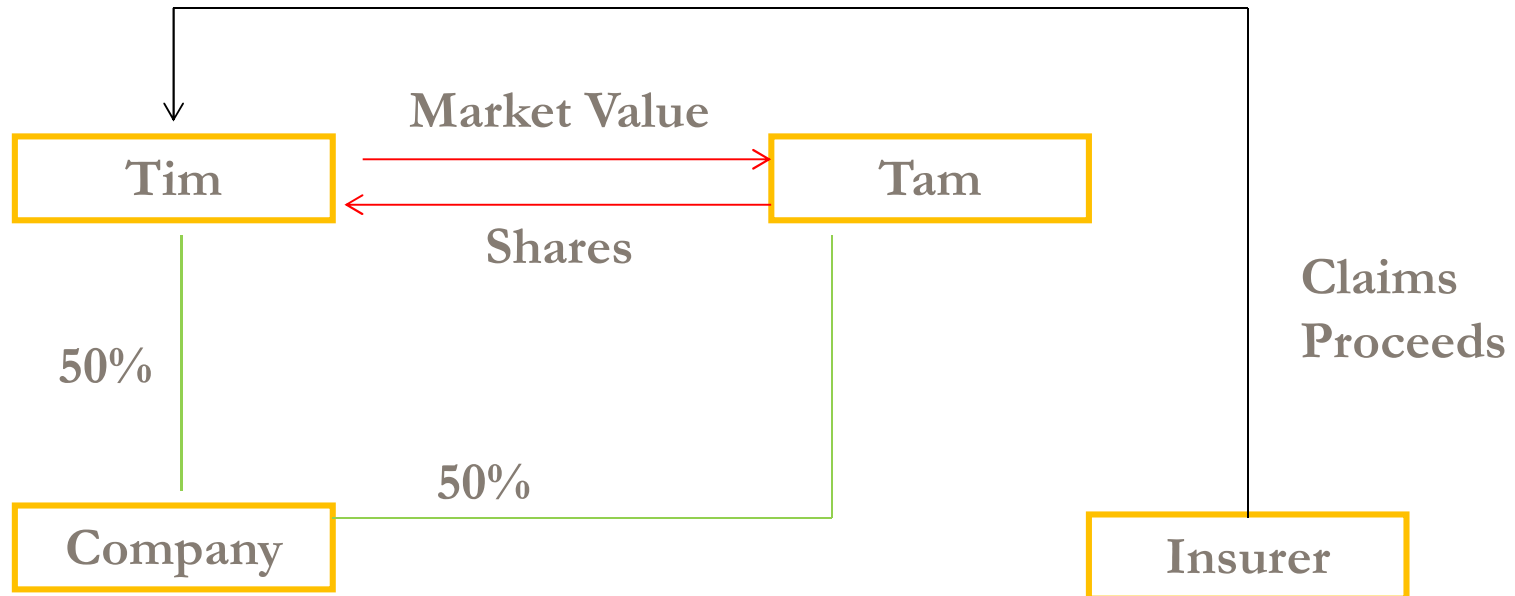 Market Value
Tim
Tam
Shares
Claims
Proceeds
50%
50%
Company
Insurer